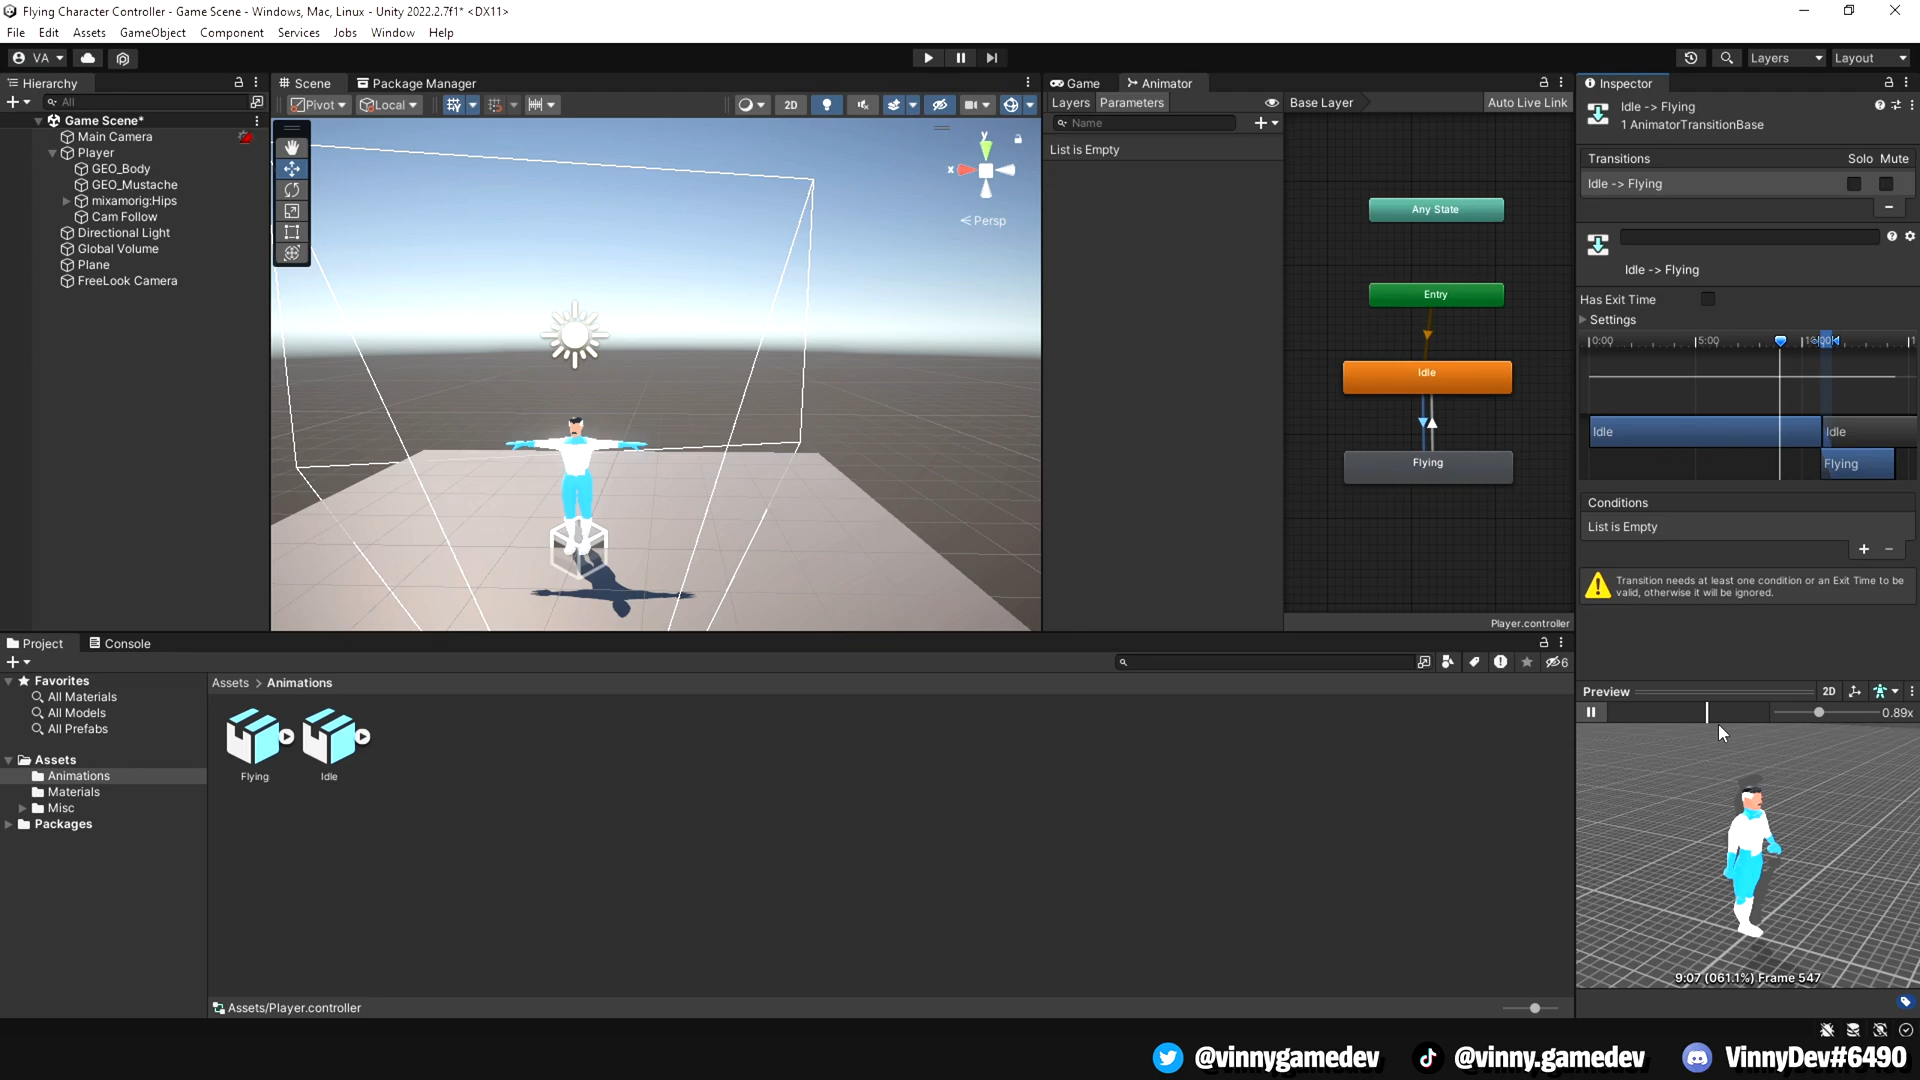 Flying Character Controller - Game Scene - Windows, Mac, Linux - Unity 2022.2.7f1* <DX11>
File Edit Assets GameObject Component Services Jobs Window Help
VA Layers Layout
Hierarchy
All
Game Scene*
Main Camera
Player
GEO_Body
GEO_Mustache
mixamorig:Hips
Cam Follow
Directional Light
Global Volume
Plane
FreeLook Camera
Scene Package Manager
Pivot Local 2D
y
x
Persp
Game Animator
Layers Parameters Base Layer Auto Live Link
Name
List is Empty
Any State
Entry
Idle
Flying
Player.controller
Inspector
Idle -> Flying
1 AnimatorTransitionBase
Transitions Solo Mute
Idle -> Flying
Idle -> Flying
Has Exit Time
Settings
0:00 5:00
Idle Idle
Flying
Conditions
List is Empty
Transition needs at least one condition or an Exit Time to be
valid, otherwise it will be ignored.
Preview 2D
0.89x
9:07 (061.1%) Frame 547
Project Console
6
Favorites
All Materials
All Models
All Prefabs
Assets
Animations
Materials
Misc
Packages
Assets > Animations
Flying Idle
Assets/Player.controller
@vinnygamedev @vinny.gamedev VinnyDev#6490